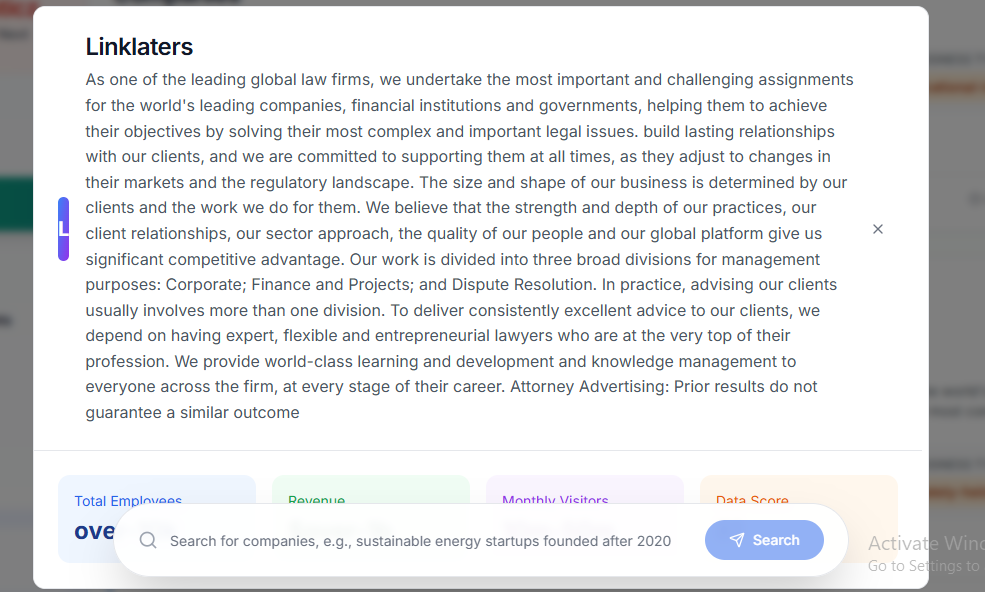 Linklaters
As one of the leading global law firms, we undertake the most important and challenging assignments
for the world's leading companies, financial institutions and governments, helping them to achieve
their objectives by solving their most complex and important legal issues. build lasting relationships
with our clients, and we are committed to supporting them at all times, as they adjust to changes in
their markets and the regulatory landscape. The size and shape of our business is determined by our
clients and the work we do for them. We believe that the strength and depth of our practices, our
L
client relationships, our sector approach, the quality of our people and our global platform give us
significant competitive advantage. Our work is divided into three broad divisions for management
purposes: Corporate; Finance and Projects; and Dispute Resolution. In practice, advising our clients
usually involves more than one division. To deliver consistently excellent advice to our clients, we
depend on having expert, flexible and entrepreneurial lawyers who are at the very top of their
profession. We provide world-class learning and development and knowledge management to
everyone across the firm, at every stage of their career. Attorney Advertising: Prior results do not
guarantee a similar outcome
Total Employees
Revenue
Monthly Visitors
Data Score
Search for companies, e.g., sustainable energy startups founded after 2020
Search
Activate Wind
Go to Settings to